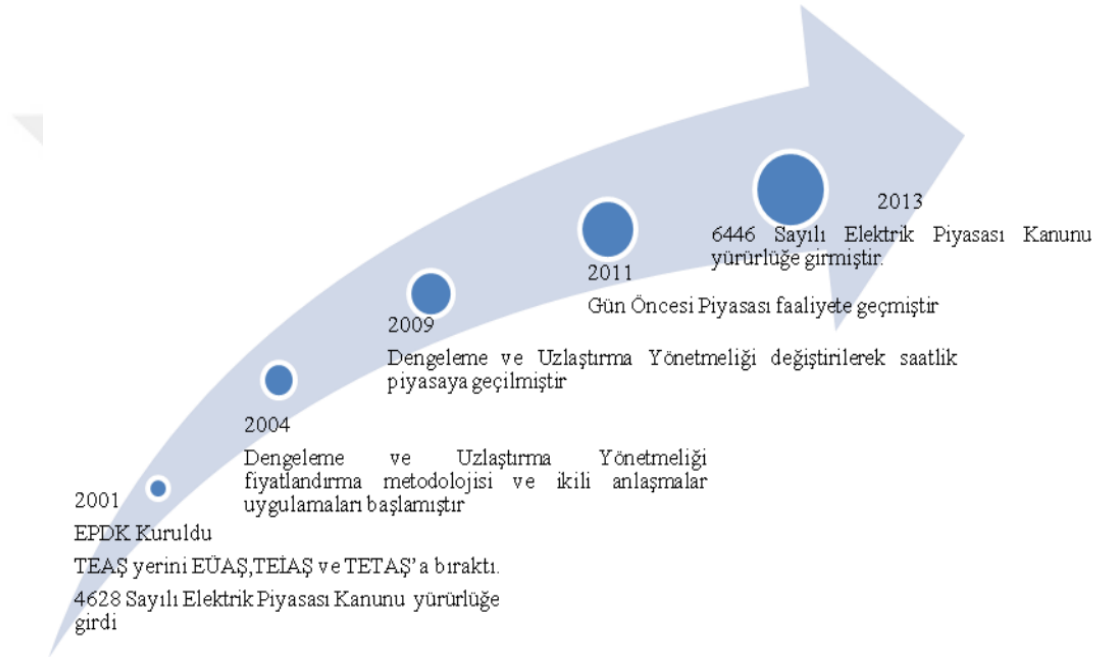 2001
EPDK Kuruldu
TEAŞ yerini EÜAŞ,TEİAŞ ve TETAŞ'a bıraktı.
4628 Sayılı Elektrik Piyasası Kanunu yürürlüğe
girdi
2004
Dengeleme ve Uzlaştırma Yönetmeliği
fiyatlandırma metodolojisi ve ikili anlaşmalar
uygulamaları başlamıştır
2009
Dengeleme ve Uzlaştırma Yönetmeliği değiştirilerek saatlik
piyasaya geçilmiştir
2011
Gün Öncesi Piyasası faaliyete geçmiştir
2013
6446 Sayılı Elektrik Piyasası Kanunu
yürürlüğe girmiştir.